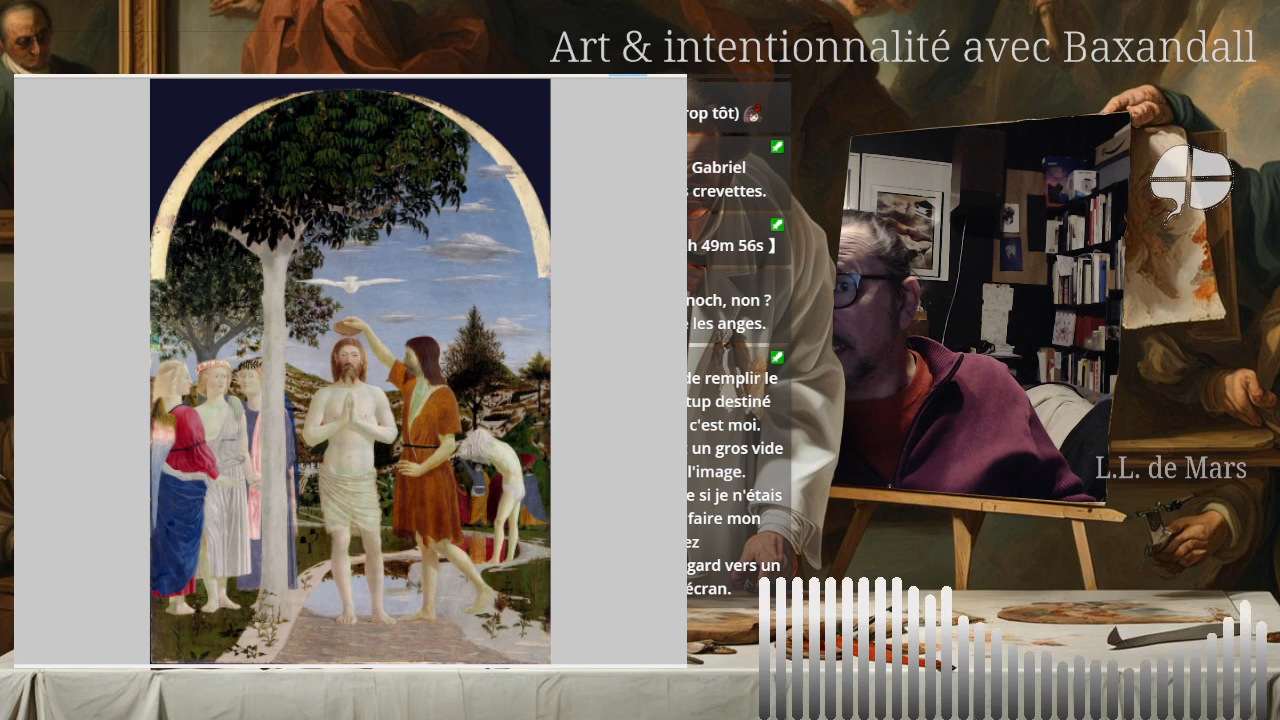 Art & intentionnalité avec Baxandall
rop tôt)
Gabriel
crevettes.
h 49m 56s 】
noch, non ?
les anges.
de remplir le
tup destiné
c'est moi.
un gros vide
l'image.
e si je n'étais
faire mon
ez
gard vers un
écran.
L.L. de Mars